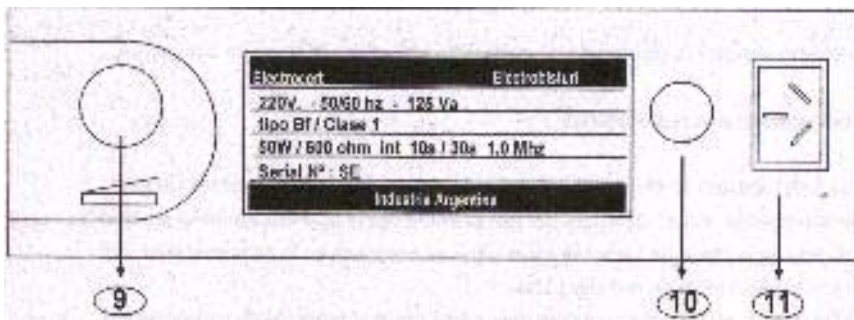 Electrocort Electrobisturi
220V. - 50/60 hz - 125 Va
tipo Bf / Clase 1
50W / 600 ohm int 10s / 30s 1.0 Mhz
Serial Nº : SE
Industria Argentina
9 10 11